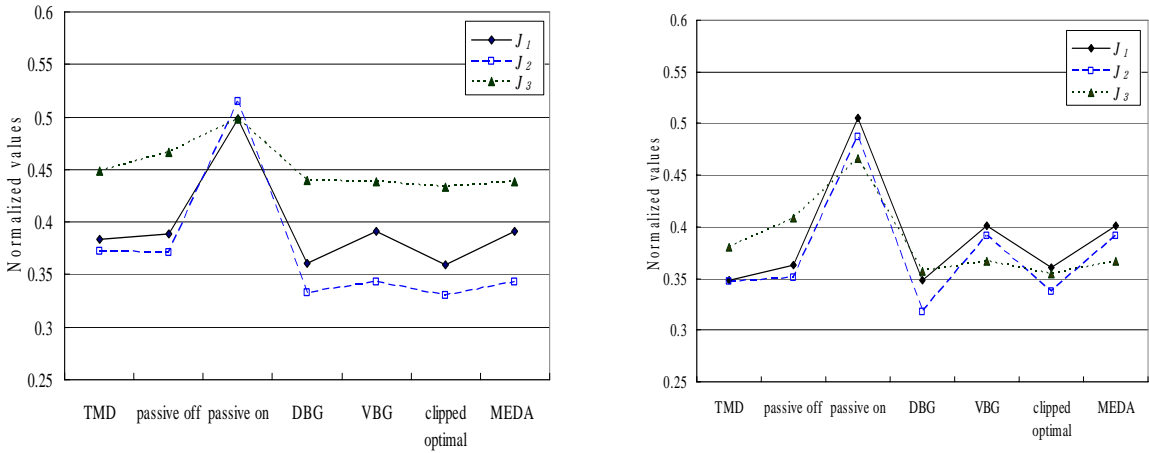 0.6
0.55
0.5
0.45
0.4
0.35
0.3
0.25
Normalized values
J1
J2
J3
TMD passive off passive on DBG VBG clipped optimal MEDA
0.6
0.55
0.5
0.45
0.4
0.35
0.3
0.25
Normalized values
J1
J2
J3
TMD passive off passive on DBG VBG clipped optimal MEDA